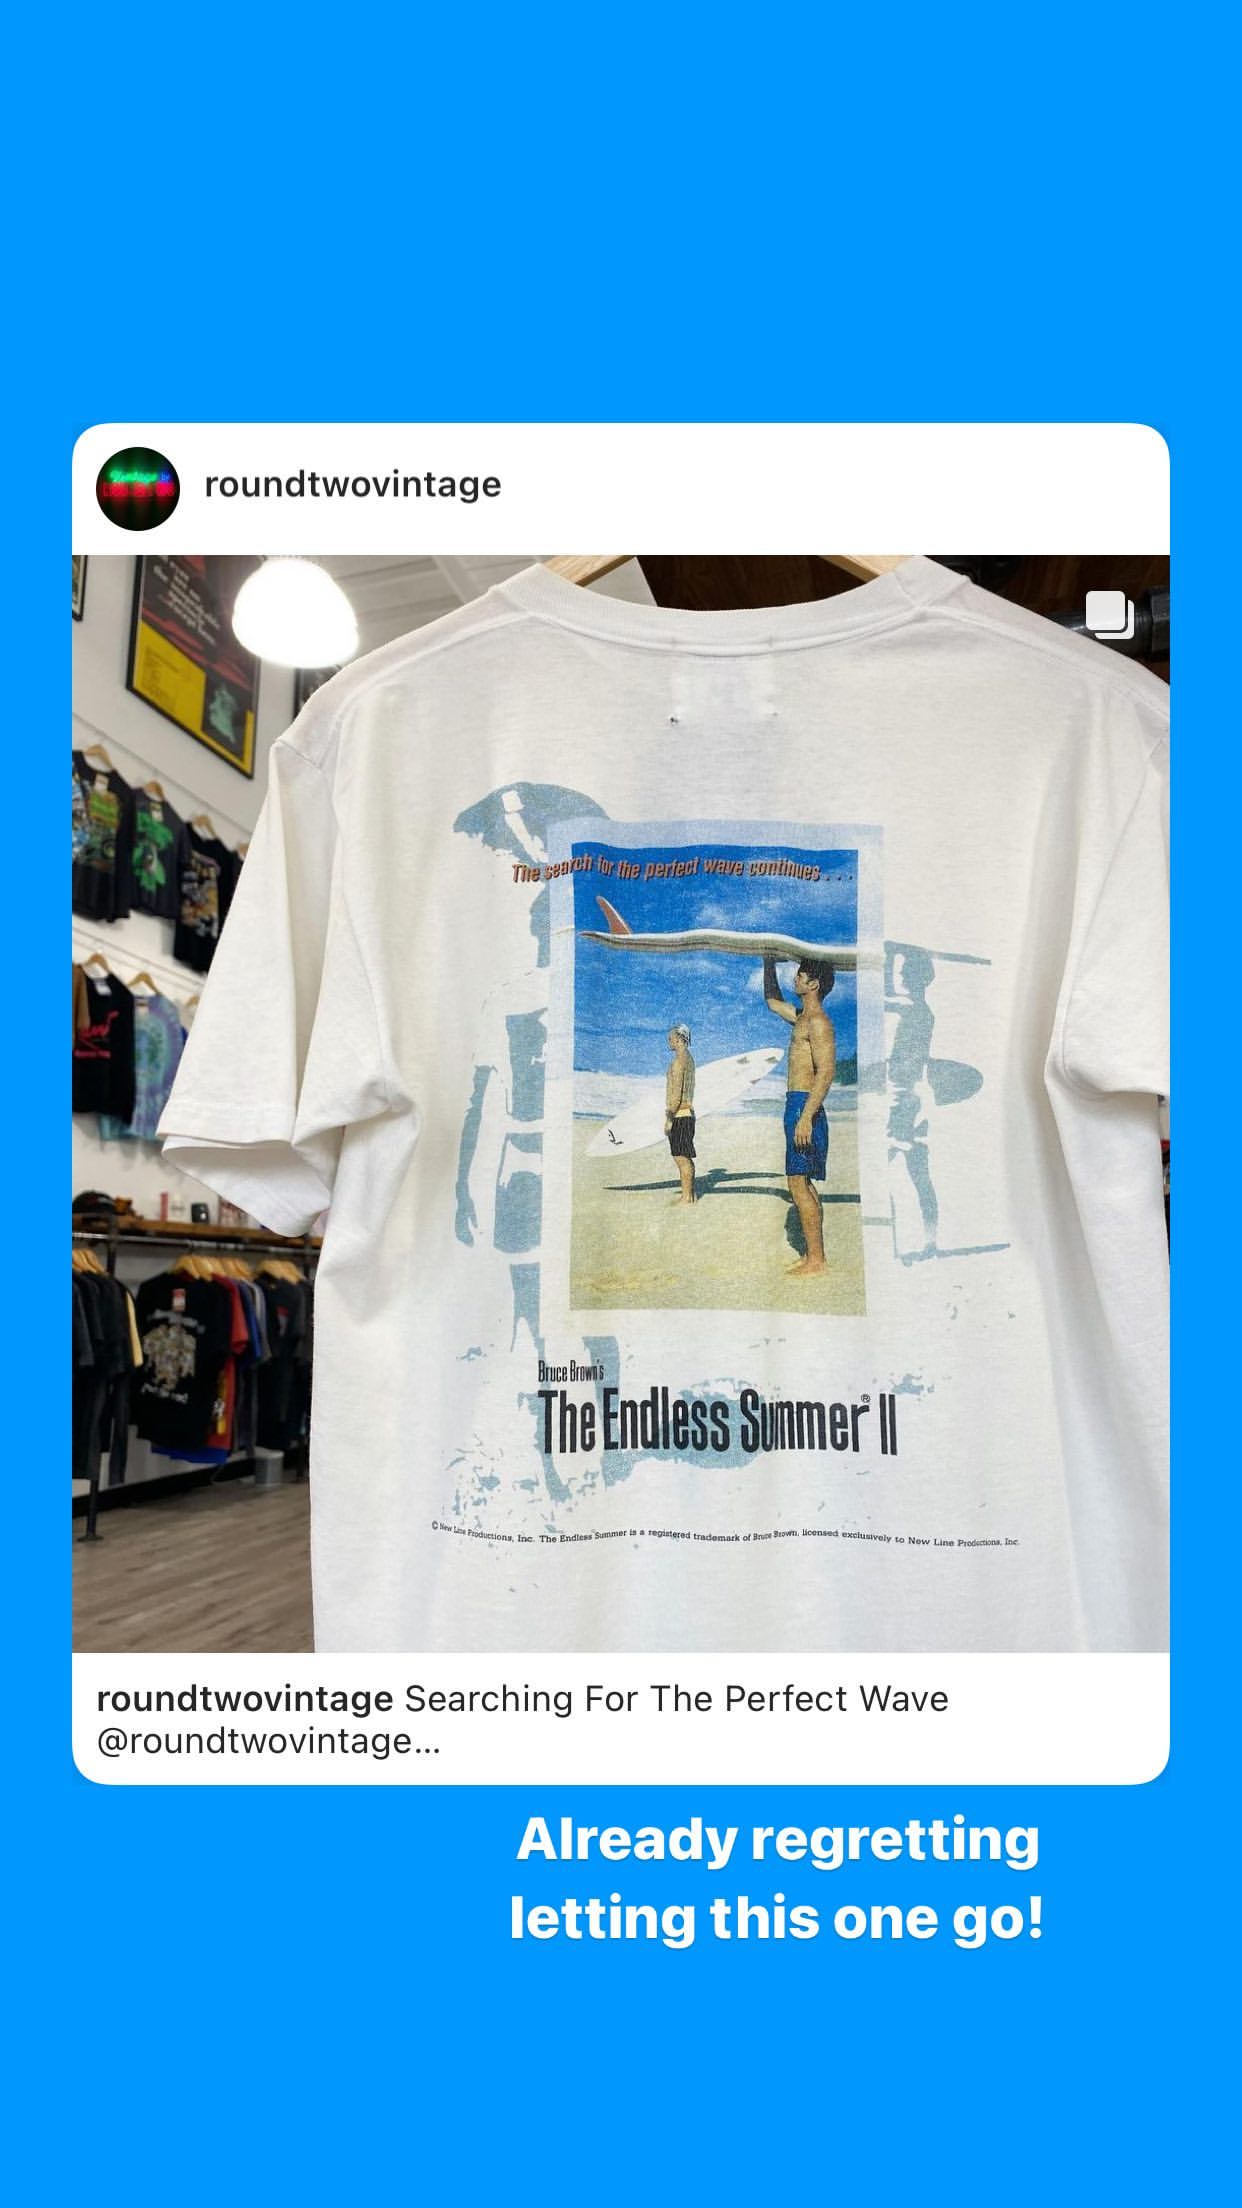 roundtwovintage
The search for the perfect wave continues . . .
Bruce Brown's
The Endless Summer® II
© New Line Productions, Inc. The Endless Summer is a registered trademark of Bruce Brown, licensed exclusively to New Line Productions, Inc.
roundtwovintage Searching For The Perfect Wave
@roundtwovintage...
Already regretting
letting this one go!